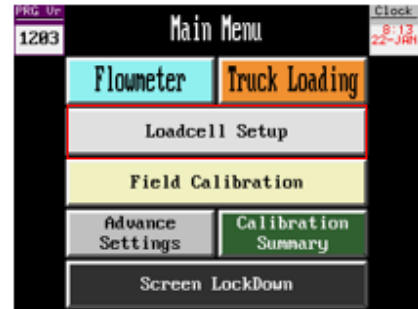 PRG Vr
1203
Main Menu
Clock
8:13
22-JAN
Flowmeter
Truck Loading
Loadcell Setup
Field Calibration
Advance
Settings
Calibration
Summary
Screen LockDown